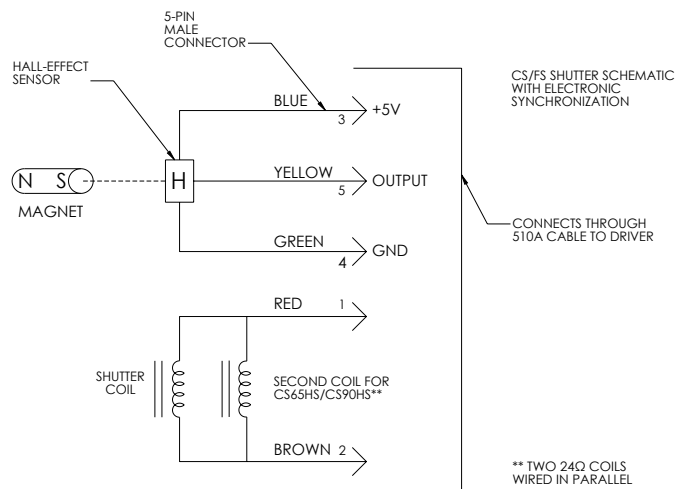 5-PIN
MALE
CONNECTOR
HALL-EFFECT
SENSOR
CS/FS SHUTTER SCHEMATIC
WITH ELECTRONIC
SYNCHRONIZATION
BLUE
3
+5V
N S
H
YELLOW
5
OUTPUT
MAGNET
CONNECTS THROUGH
510A CABLE TO DRIVER
GREEN
4
GND
RED
1
SHUTTER
COIL
SECOND COIL FOR
CS65HS/CS90HS**
BROWN
2
** TWO 24Ω COILS
WIRED IN PARALLEL